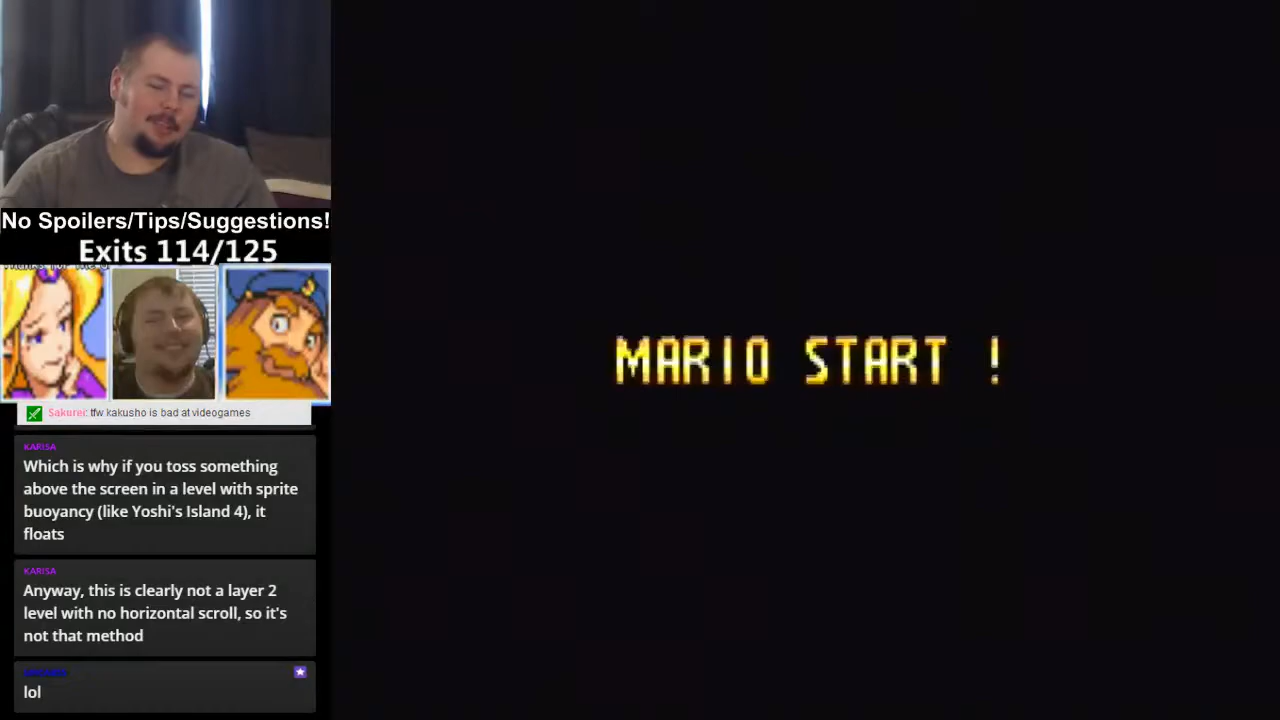 No Spoilers/Tips/Suggestions!
Exits 114/125
MARIO START !
Sakurei: tfw kakusho is bad at videogames
KARISA
Which is why if you toss something
above the screen in a level with sprite
buoyancy (like Yoshi's Island 4), it
floats
KARISA
Anyway, this is clearly not a layer 2
level with no horizontal scroll, so it's
not that method
lol